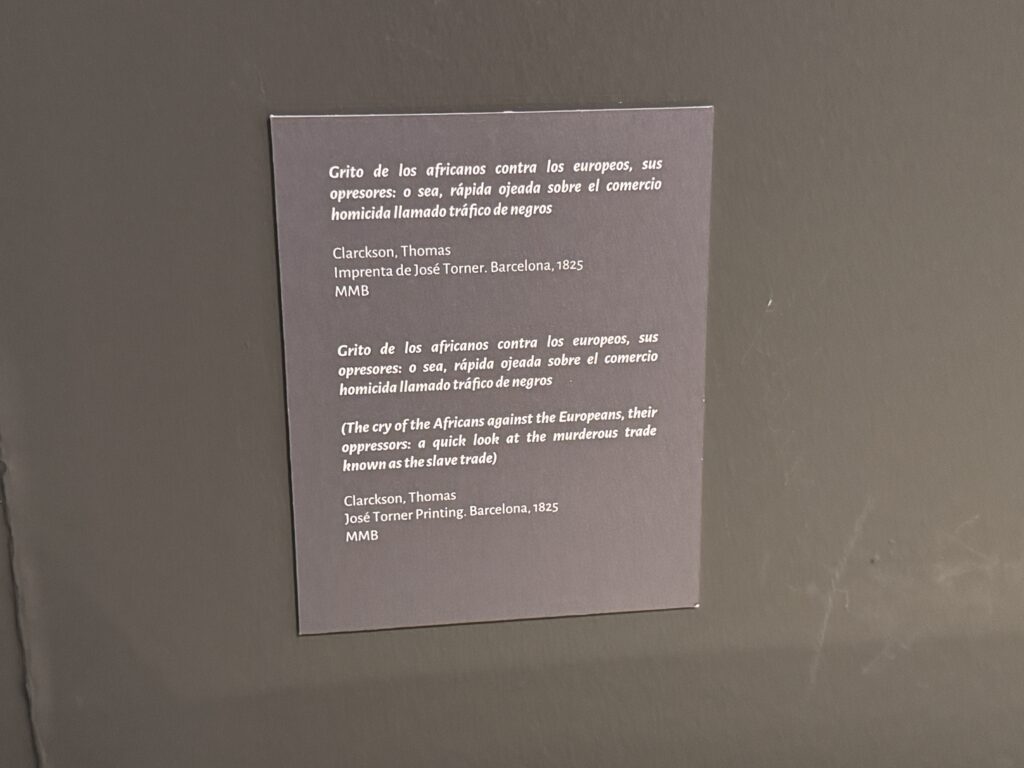 Grito de los africanos contra los europeos, sus
opresores: o sea, rápida ojeada sobre el comercio
homicida llamado tráfico de negros
Clarckson, Thomas
Imprenta de José Torner. Barcelona, 1825
MMB
Grito de los africanos contra los europeos, sus
opresores: o sea, rápida ojeada sobre el comercio
homicida llamado tráfico de negros
(The cry of the Africans against the Europeans, their
oppressors: a quick look at the murderous trade
known as the slave trade)
Clarckson, Thomas
José Torner Printing. Barcelona, 1825
MMB